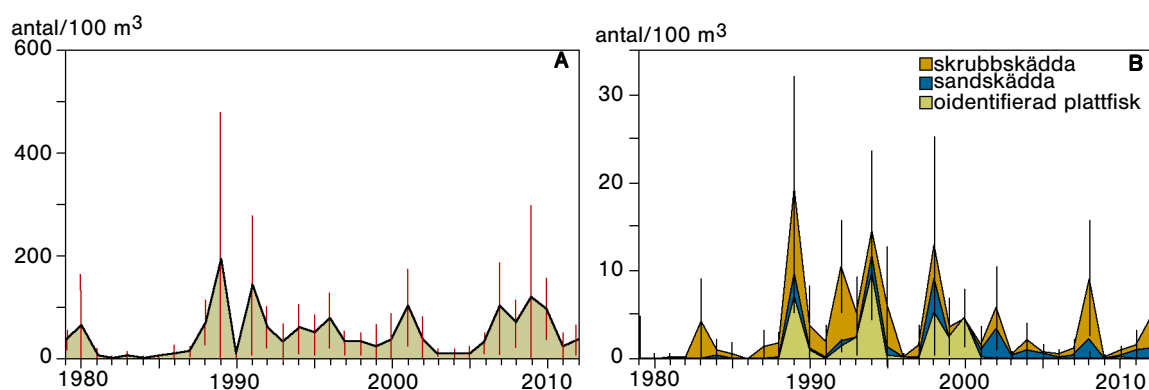 antal/100 m³
600
400
200
0
A
1980
1990
2000
2010
antal/100 m³
30
20
10
0
B
skrubbskädda
sandskädda
oidentifierad plattfisk
1980
1990
2000
2010